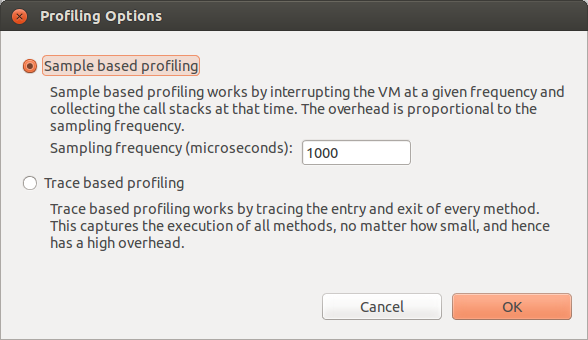 Profiling Options
Sample based profiling
Sample based profiling works by interrupting the VM at a given frequency and
collecting the call stacks at that time. The overhead is proportional to the
sampling frequency.
Sampling frequency (microseconds): 1000
Trace based profiling
Trace based profiling works by tracing the entry and exit of every method.
This captures the execution of all methods, no matter how small, and hence
has a high overhead.
Cancel OK